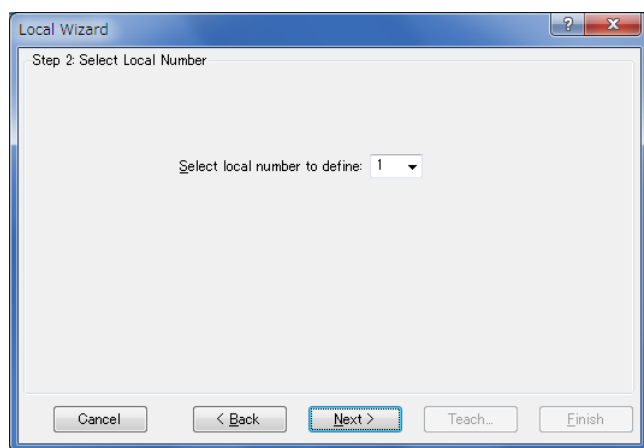 Local Wizard
Step 2: Select Local Number
Select local number to define: 1
Cancel < Back Next > Teach... Finish